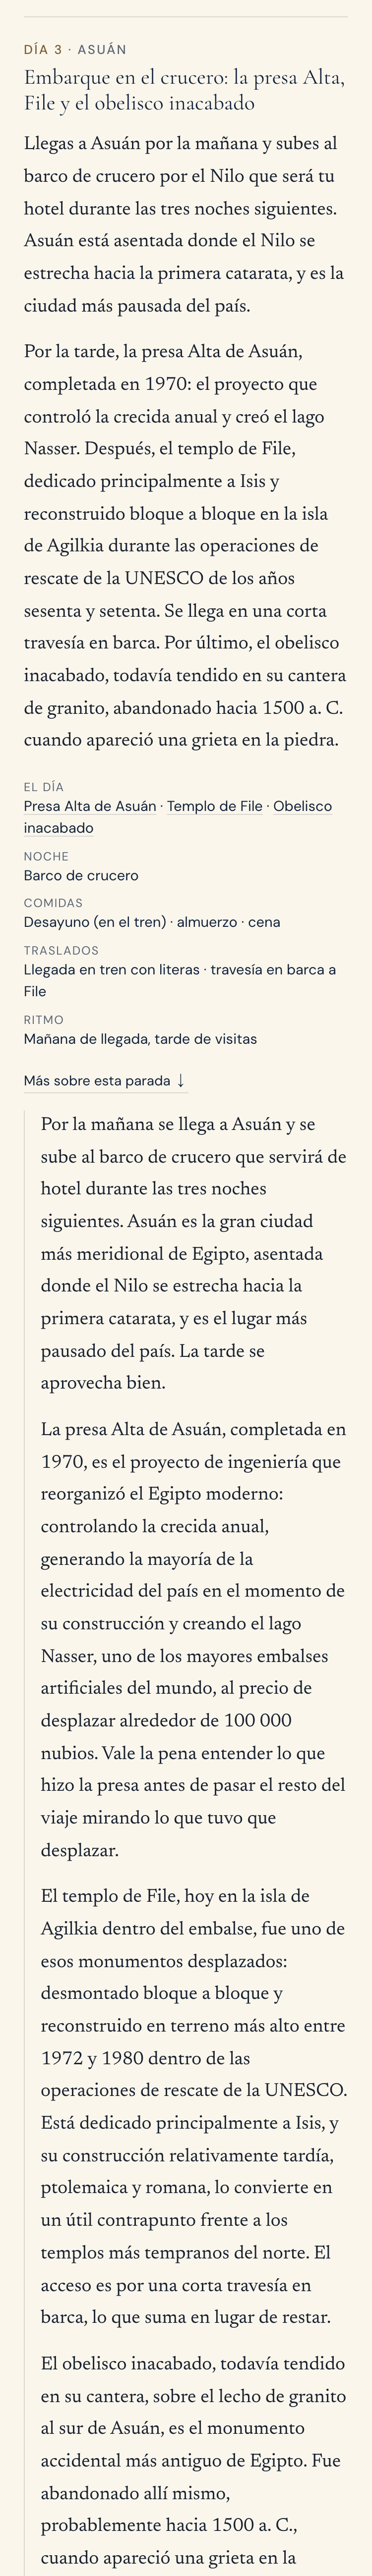 DÍA 3 · ASUÁN
Embarque en el crucero: la presa Alta,
File y el obelisco inacabado
Llegas a Asuán por la mañana y subes al
barco de crucero por el Nilo que será tu
hotel durante las tres noches siguientes.
Asuán está asentada donde el Nilo se
estrecha hacia la primera catarata, y es la
ciudad más pausada del país.
Por la tarde, la presa Alta de Asuán,
completada en 1970: el proyecto que
controló la crecida anual y creó el lago
Nasser. Después, el templo de File,
dedicado principalmente a Isis y
reconstruido bloque a bloque en la isla
de Agilkia durante las operaciones de
rescate de la UNESCO de los años
sesenta y setenta. Se llega en una corta
travesía en barca. Por último, el obelisco
inacabado, todavía tendido en su cantera
de granito, abandonado hacia 1500 a. C.
cuando apareció una grieta en la piedra.
EL DÍA
Presa Alta de Asuán · Templo de File · Obelisco
inacabado
NOCHE
Barco de crucero
COMIDAS
Desayuno (en el tren) · almuerzo · cena
TRASLADOS
Llegada en tren con literas · travesía en barca a
File
RITMO
Mañana de llegada, tarde de visitas
Más sobre esta parada ↓
Por la mañana se llega a Asuán y se
sube al barco de crucero que servirá de
hotel durante las tres noches
siguientes. Asuán es la gran ciudad
más meridional de Egipto, asentada
donde el Nilo se estrecha hacia la
primera catarata, y es el lugar más
pausado del país. La tarde se
aprovecha bien.
La presa Alta de Asuán, completada en
1970, es el proyecto de ingeniería que
reorganizó el Egipto moderno:
controlando la crecida anual,
generando la mayoría de la
electricidad del país en el momento de
su construcción y creando el lago
Nasser, uno de los mayores embalses
artificiales del mundo, al precio de
desplazar alrededor de 100 000
nubios. Vale la pena entender lo que
hizo la presa antes de pasar el resto del
viaje mirando lo que tuvo que
desplazar.
El templo de File, hoy en la isla de
Agilkia dentro del embalse, fue uno de
esos monumentos desplazados:
desmontado bloque a bloque y
reconstruido en terreno más alto entre
1972 y 1980 dentro de las
operaciones de rescate de la UNESCO.
Está dedicado principalmente a Isis, y
su construcción relativamente tardía,
ptolemaica y romana, lo convierte en
un útil contrapunto frente a los
templos más tempranos del norte. El
acceso es por una corta travesía en
barca, lo que suma en lugar de restar.
El obelisco inacabado, todavía tendido
en su cantera, sobre el lecho de granito
al sur de Asuán, es el monumento
accidental más antiguo de Egipto. Fue
abandonado allí mismo,
probablemente hacia 1500 a. C.,
cuando apareció una grieta en la